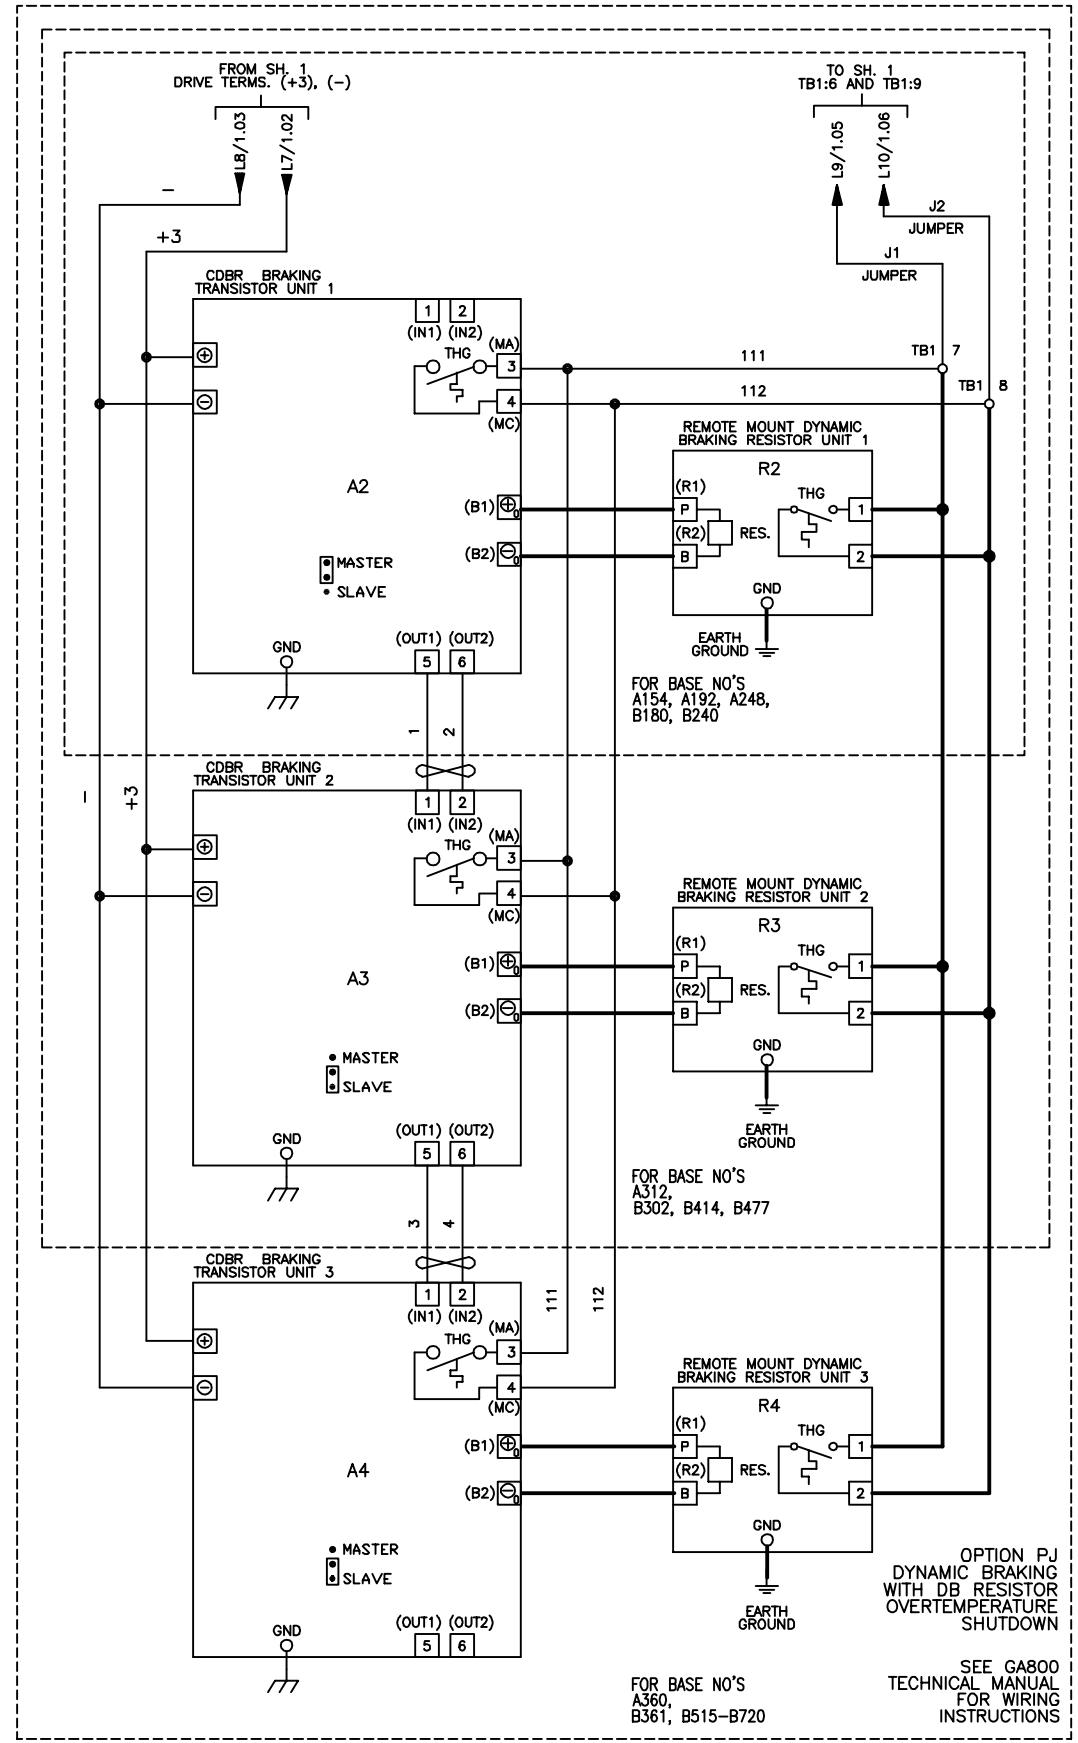 FROM SH. 1
DRIVE TERMS. (+3), (-)
L8/1.03
L7/1.02
TO SH. 1
TB1:6 AND TB1:9
L9/1.05
L10/1.06
-
+3
J2
JUMPER
J1
JUMPER
CDBR BRAKING
TRANSISTOR UNIT 1
1
2
(IN1) (IN2)
THG
(MA)
3
4
(MC)
111
112
TB1 7
TB1 8
REMOTE MOUNT DYNAMIC
BRAKING RESISTOR UNIT 1
R2
A2
(B1)
(B2)
(R1)
P
(R2)
B
RES.
THG
1
2
GND
EARTH
GROUND
MASTER
SLAVE
GND
(OUT1) (OUT2)
5
6
FOR BASE NO'S
A154, A192, A248,
B180, B240
1
2
CDBR BRAKING
TRANSISTOR UNIT 2
-
+3
1
2
(IN1) (IN2)
THG
(MA)
3
4
(MC)
REMOTE MOUNT DYNAMIC
BRAKING RESISTOR UNIT 2
R3
A3
(B1)
(B2)
(R1)
P
(R2)
B
RES.
THG
1
2
GND
EARTH
GROUND
MASTER
SLAVE
GND
(OUT1) (OUT2)
5
6
FOR BASE NO'S
A312,
B302, B414, B477
3
4
CDBR BRAKING
TRANSISTOR UNIT 3
1
2
(IN1) (IN2)
111
112
THG
(MA)
3
4
(MC)
REMOTE MOUNT DYNAMIC
BRAKING RESISTOR UNIT 3
R4
A4
(B1)
(B2)
(R1)
P
(R2)
B
RES.
THG
1
2
GND
EARTH
GROUND
MASTER
SLAVE
GND
(OUT1) (OUT2)
5
6
FOR BASE NO'S
A360,
B361, B515-B720
OPTION PJ
DYNAMIC BRAKING
WITH DB RESISTOR
OVERTEMPERATURE
SHUTDOWN
SEE GA800
TECHNICAL MANUAL
FOR WIRING
INSTRUCTIONS